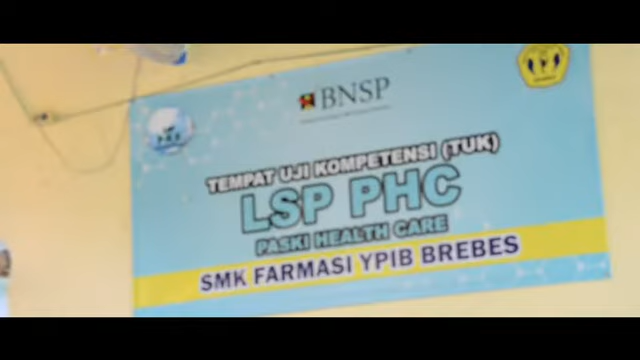 BNSP
TEMPAT UJI KOMPETENSI (TUK)
LSP PHC
PASKI HEALTH CARE
SMK FARMASI YPIB BREBES